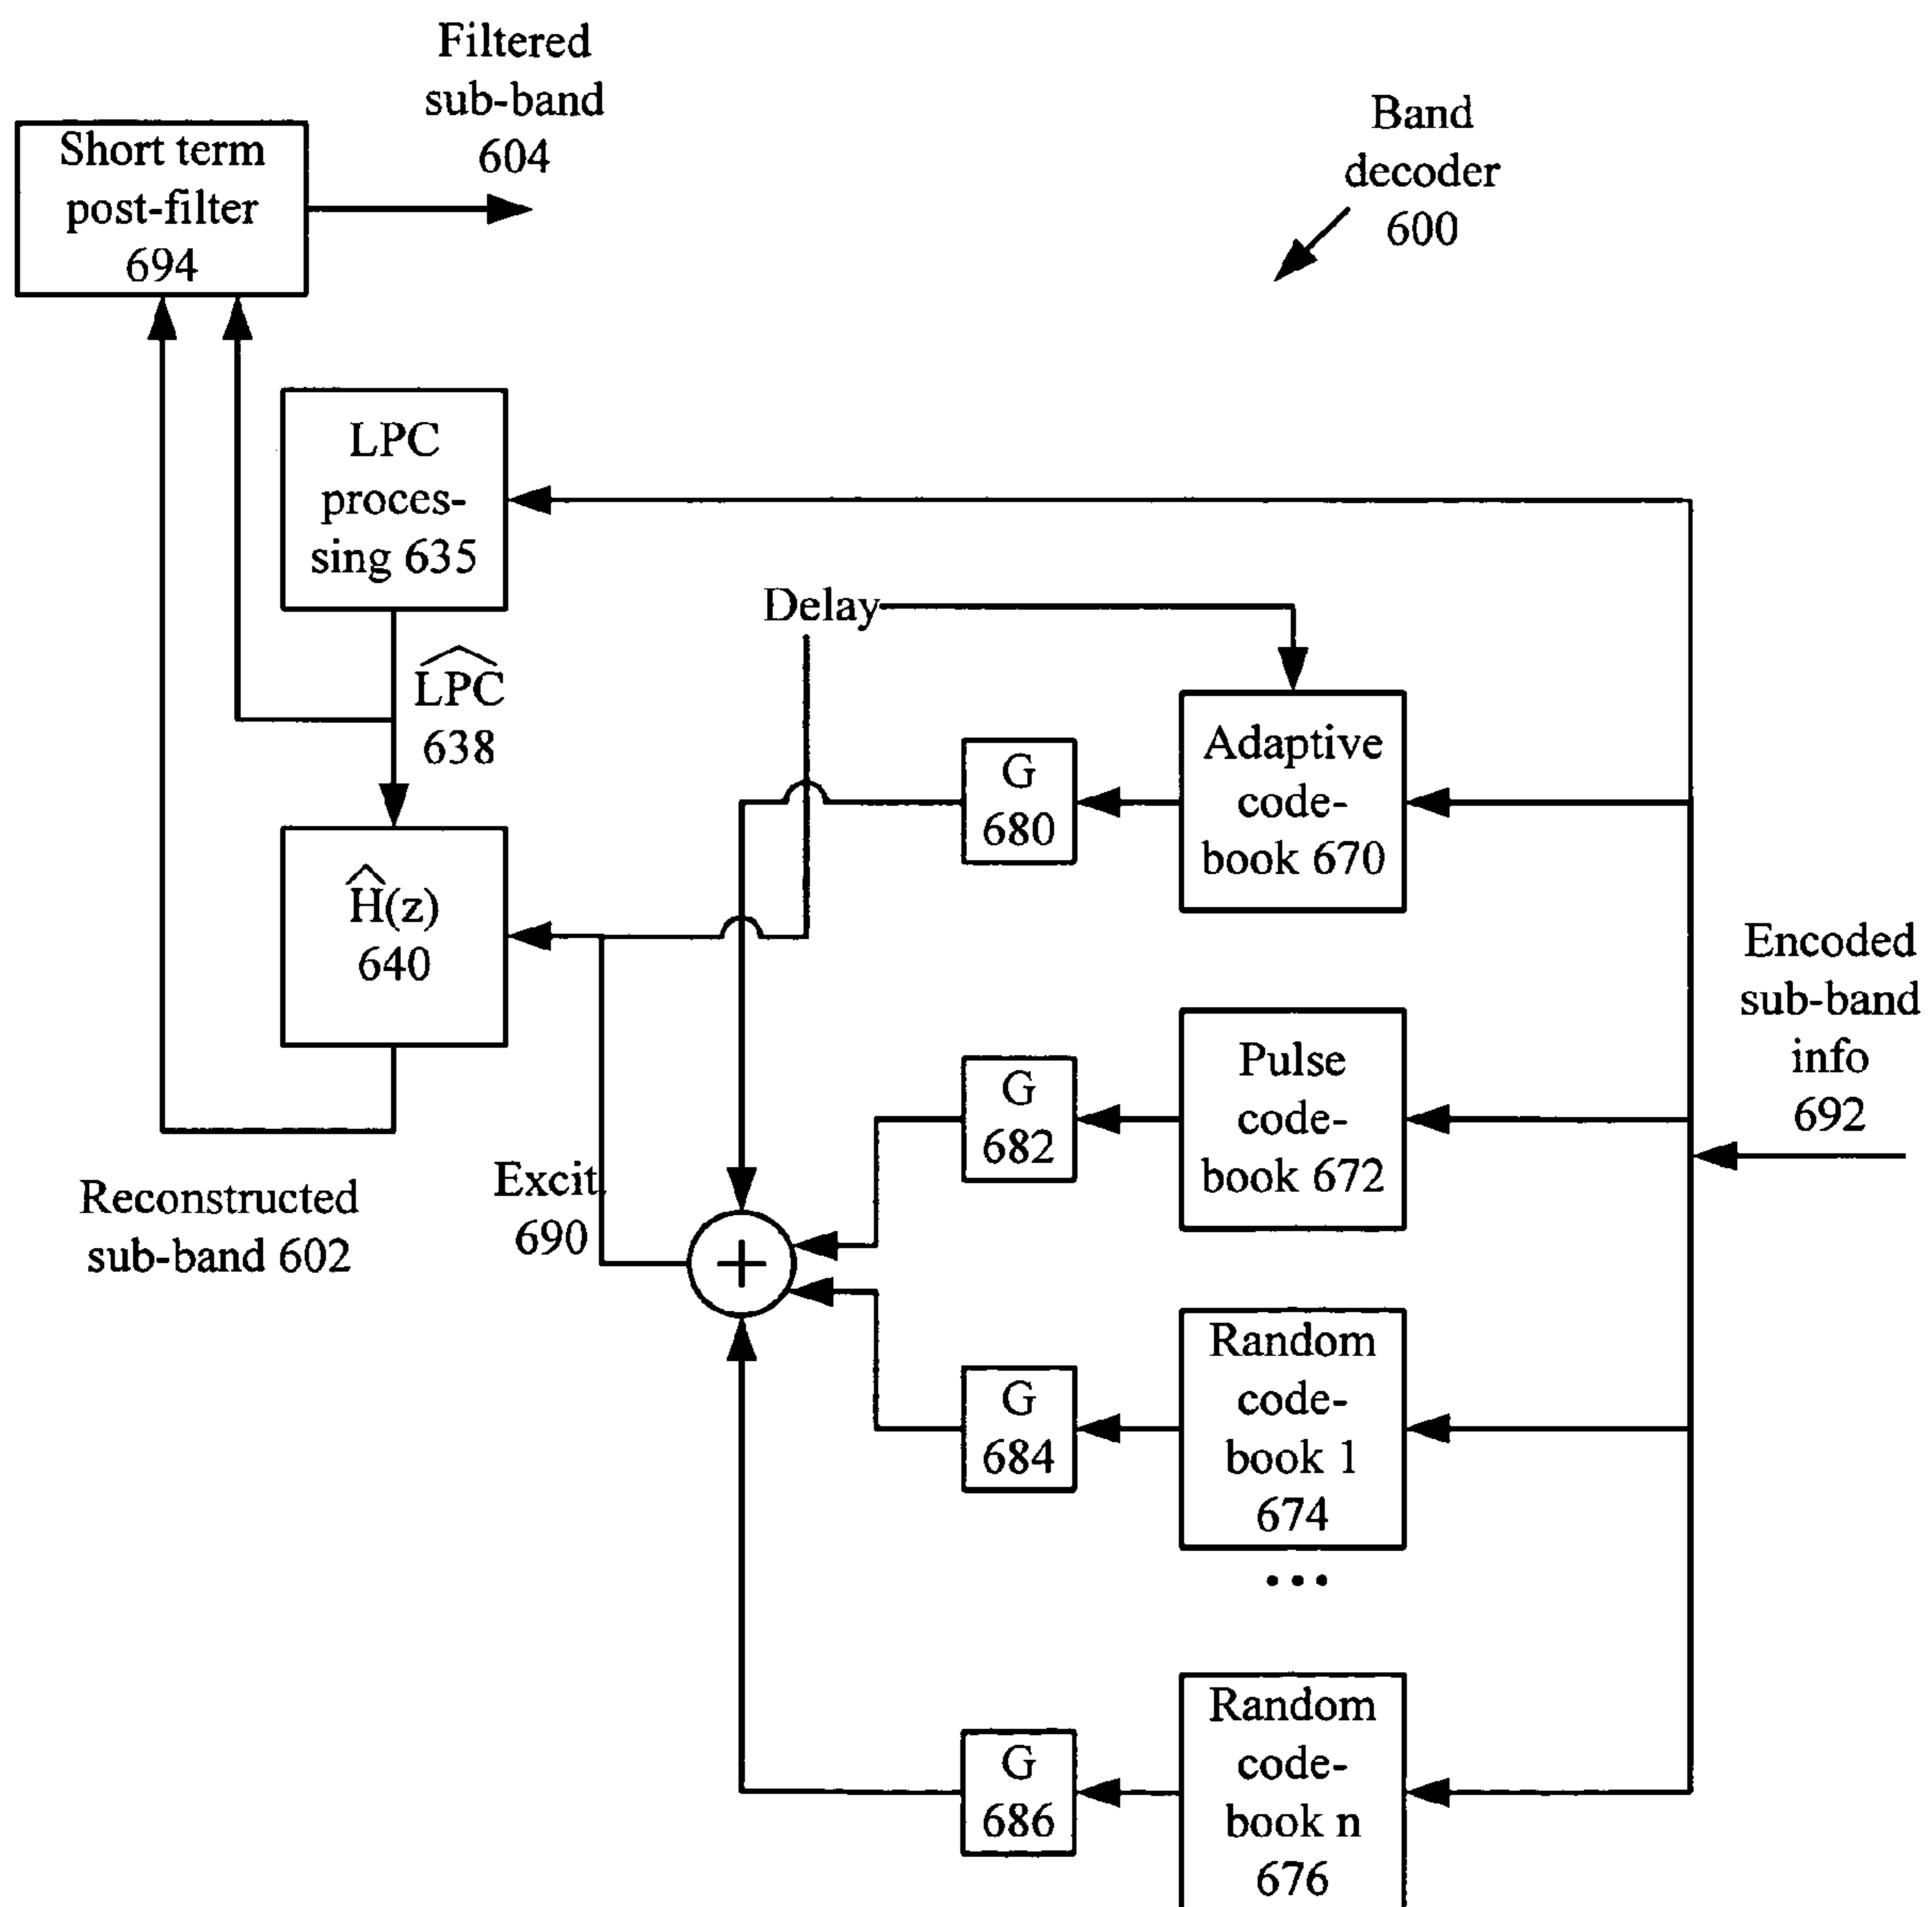 Filtered
sub-band
604
Band
decoder
600
Short term
post-filter
694
LPC
proces-
sing 635
Delay
LPC
638
G
680
Adaptive
code-
book 670
Ĥ(z)
640
Encoded
sub-band
info
692
G
682
Pulse
code-
book 672
Reconstructed
sub-band 602
Excit.
690
+
G
684
Random
code-
book 1
674
...
G
686
Random
code-
book n
676